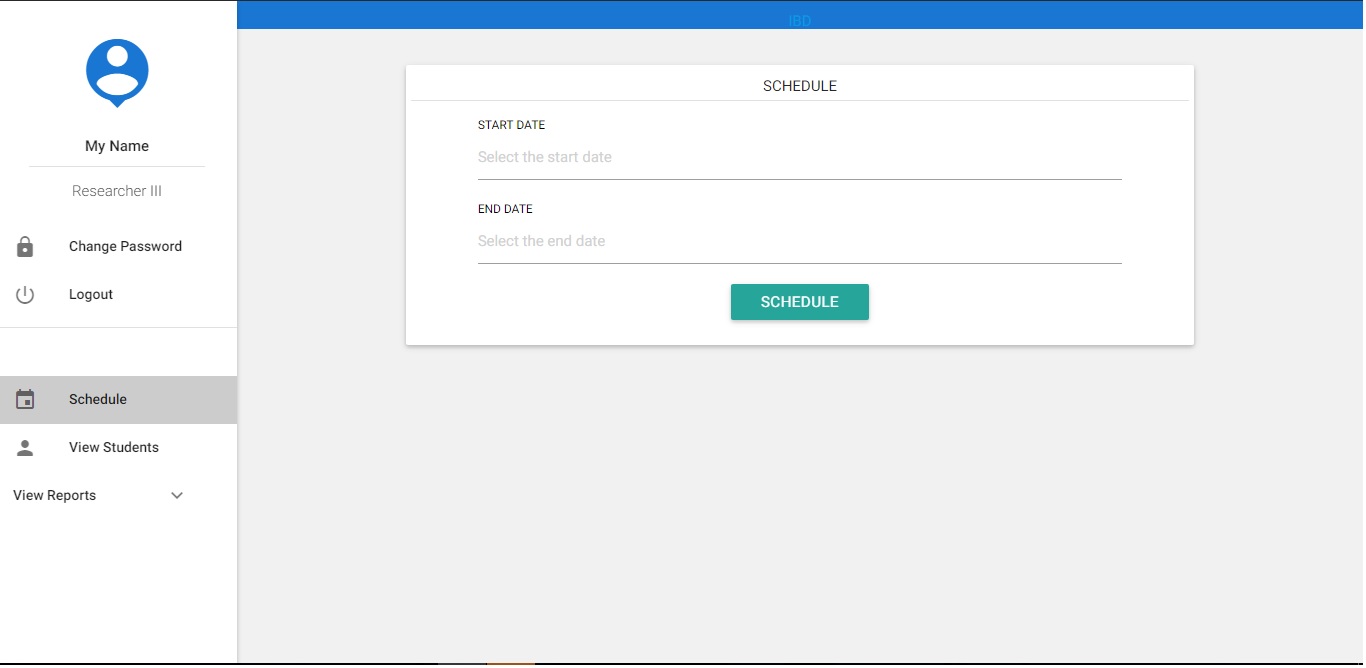 IBD
My Name
Researcher III
Change Password
Logout
Schedule
View Students
View Reports
SCHEDULE
START DATE
Select the start date
END DATE
Select the end date
SCHEDULE